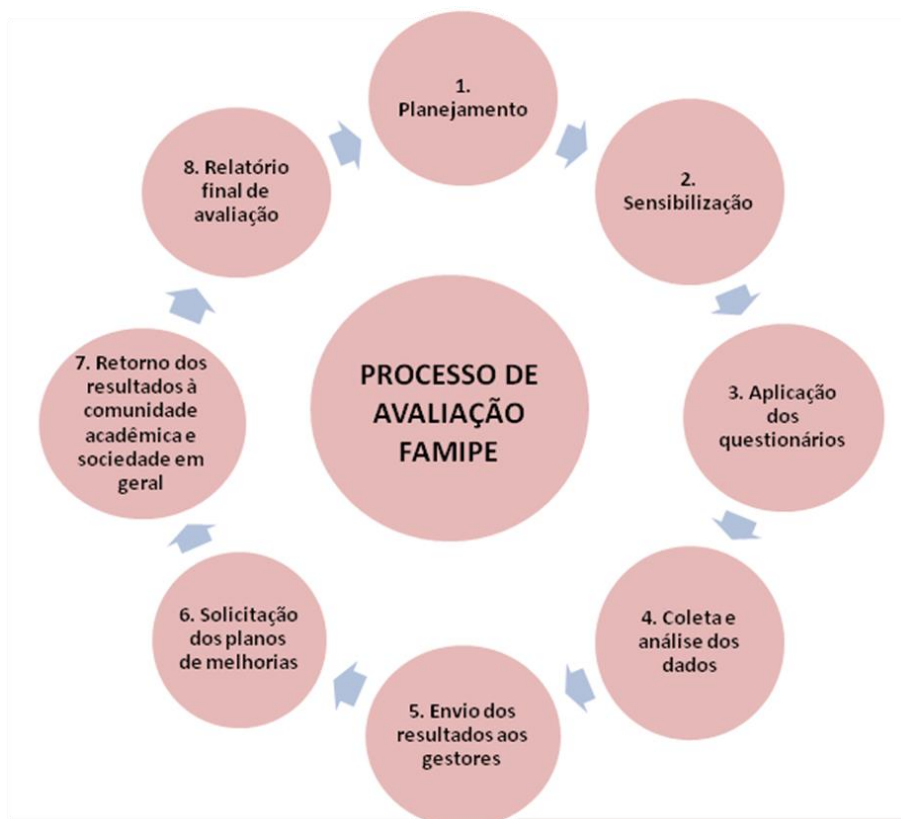 1.
Planejamento
2.
Sensibilização
3. Aplicação
dos
questionários
4. Coleta e
análise dos
dados
5. Envio dos
resultados aos
gestores
6. Solicitação
dos planos
de melhorias
7. Retorno dos
resultados à
comunidade
acadêmica e
sociedade em
geral
8. Relatório
final de
avaliação
PROCESSO DE
AVALIAÇÃO
FAMIPE